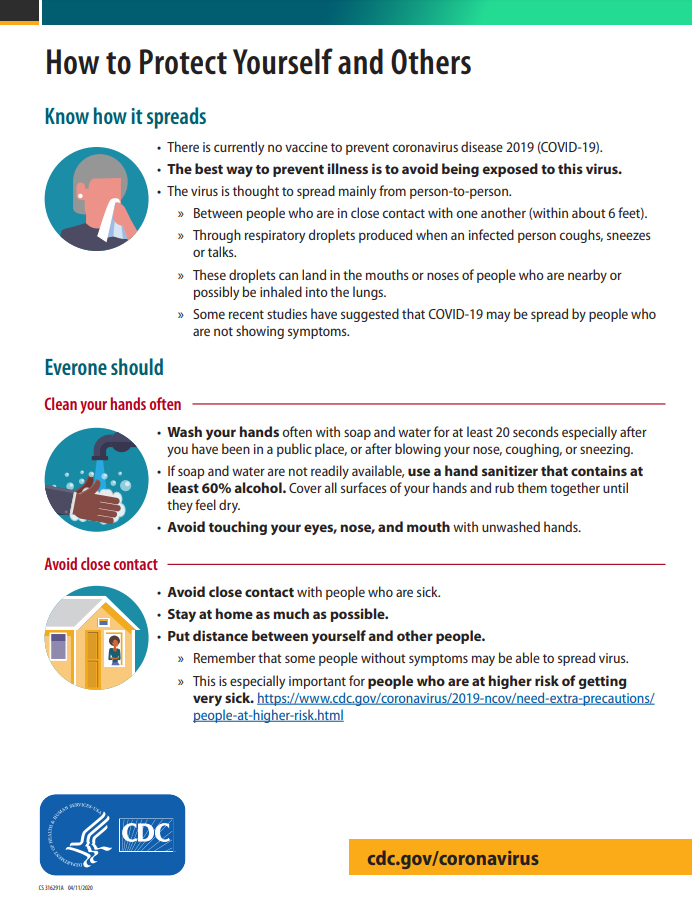 How to Protect Yourself and Others
Know how it spreads
• There is currently no vaccine to prevent coronavirus disease 2019 (COVID-19).
• The best way to prevent illness is to avoid being exposed to this virus.
• The virus is thought to spread mainly from person-to-person.
» Between people who are in close contact with one another (within about 6 feet).
» Through respiratory droplets produced when an infected person coughs, sneezes
or talks.
» These droplets can land in the mouths or noses of people who are nearby or
possibly be inhaled into the lungs.
» Some recent studies have suggested that COVID-19 may be spread by people who
are not showing symptoms.
Everone should
Clean your hands often
• Wash your hands often with soap and water for at least 20 seconds especially after
you have been in a public place, or after blowing your nose, coughing, or sneezing.
• If soap and water are not readily available, use a hand sanitizer that contains at
least 60% alcohol. Cover all surfaces of your hands and rub them together until
they feel dry.
• Avoid touching your eyes, nose, and mouth with unwashed hands.
Avoid close contact
• Avoid close contact with people who are sick.
• Stay at home as much as possible.
• Put distance between yourself and other people.
» Remember that some people without symptoms may be able to spread virus.
» This is especially important for people who are at higher risk of getting
very sick. https://www.cdc.gov/coronavirus/2019-ncov/need-extra-precautions/
people-at-higher-risk.html
DEPARTMENT OF HEALTH & HUMAN SERVICES • USA
CDC
cdc.gov/coronavirus
CS 316291A 04/11/2020